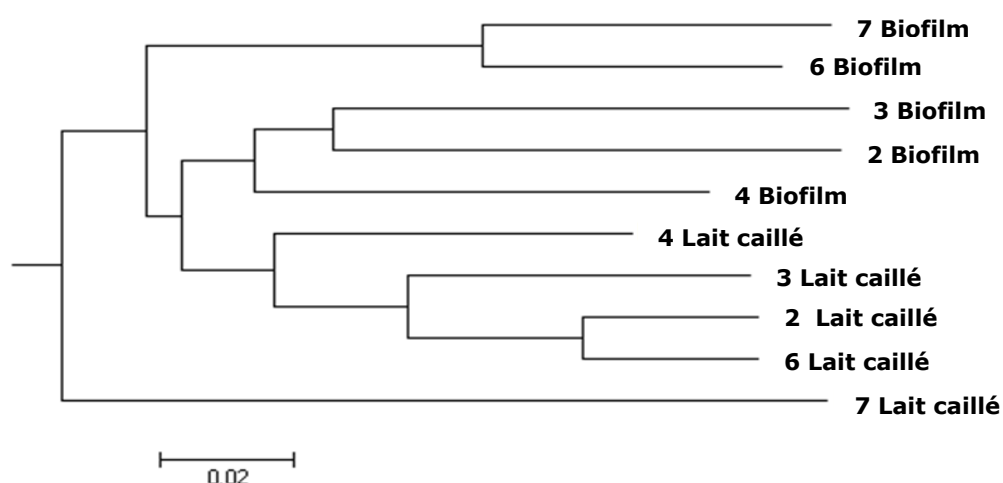 7 Biofilm
6 Biofilm
3 Biofilm
2 Biofilm
4 Biofilm
4 Lait caillé
3 Lait caillé
2 Lait caillé
6 Lait caillé
7 Lait caillé
0.02